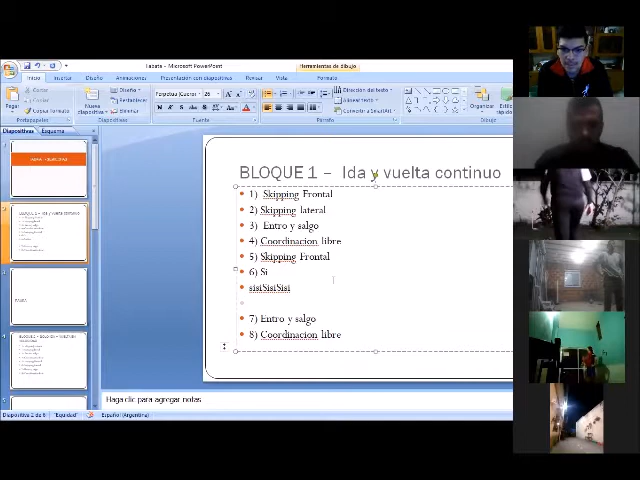 Microsoft PowerPoint
Herramientas de dibujo
Inicio
Insertar
Diseño
Animaciones
Presentación con diapositivas
Revisar
Vista
Formato
Pegar
Cortar
Copiar
Copiar formato
Portapapeles
Nueva diapositiva
Diseño
Restablecer
Eliminar
Diapositivas
26
Fuente
Párrafo
Dirección del texto
Alinear texto
Convertir a SmartArt
Organizar
Dibujo
Diapositivas
Esquema
BLOQUE 1 – Ida y vuelta continuo
1) Skipping Frontal
2) Skipping lateral
3) Entro y salgo
4) Coordinacion libre
5) Skipping Frontal
6) Si
sisiSisiSisi
7) Entro y salgo
8) Coordinacion libre
PAUSA
Haga clic para agregar notas
Diapositiva 2 de 6
"Equidad"
Español (Argentina)